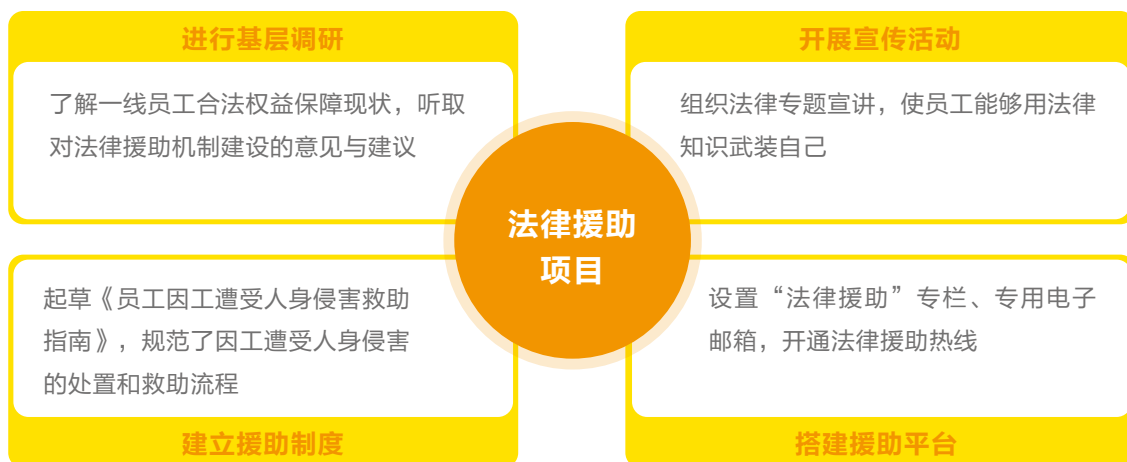 进行基层调研
了解一线员工合法权益保障现状，听取
对法律援助机制建设的意见与建议
开展宣传活动
组织法律专题宣讲，使员工能够用法律
知识武装自己
法律援助
项目
起草《员工因工遭受人身侵害救助
指南》，规范了因工遭受人身侵害
的处置和救助流程
建立援助制度
设置“法律援助”专栏、专用电子
邮箱，开通法律援助热线
搭建援助平台